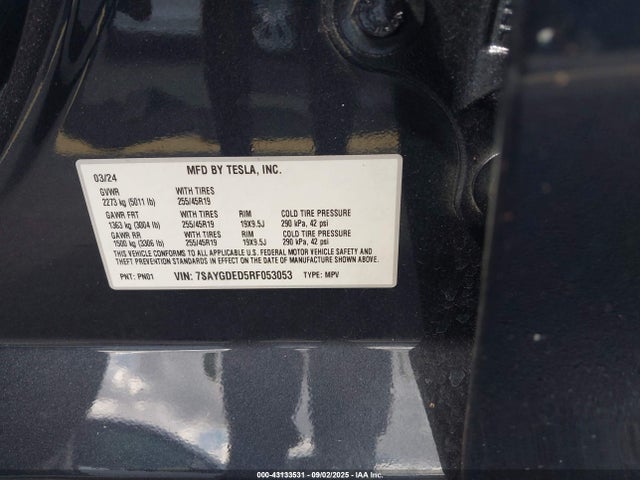 MFD BY TESLA, INC.
03/24
GVWR WITH TIRES
2273 kg (5011 lb) 255/45R19
GAWR FRT WITH TIRES RIM COLD TIRE PRESSURE
1363 kg (3004 lb) 255/45R19 19X9.5J 290 kPa, 42 psi
GAWR RR WITH TIRES RIM COLD TIRE PRESSURE
1500 kg (3306 lb) 255/45R19 19X9.5J 290 kPa, 42 psi
THIS VEHICLE CONFORMS TO ALL APPLICABLE U.S. FEDERAL MOTOR VEHICLE SAFETY AND
THEFT PREVENTION STANDARDS IN EFFECT ON THE DATE OF MANUFACTURE SHOWN ABOVE.
PNT: PN01 VIN: 7SAYGDED5RF053053 TYPE: MPV
000-43133531 - 09/02/2025 - © IAA Inc.